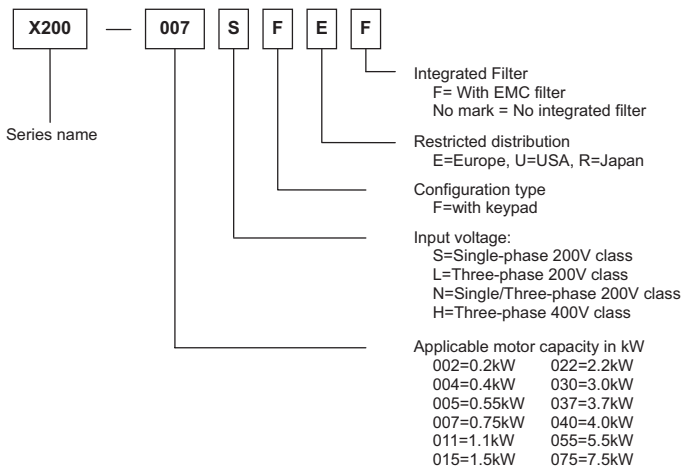 X200 — 007 S F E F
Series name
Integrated Filter
F= With EMC filter
No mark = No integrated filter
Restricted distribution
E=Europe, U=USA, R=Japan
Configuration type
F=with keypad
Input voltage:
S=Single-phase 200V class
L=Three-phase 200V class
N=Single/Three-phase 200V class
H=Three-phase 400V class
Applicable motor capacity in kW
002=0.2kW 022=2.2kW
004=0.4kW 030=3.0kW
005=0.55kW 037=3.7kW
007=0.75kW 040=4.0kW
011=1.1kW 055=5.5kW
015=1.5kW 075=7.5kW